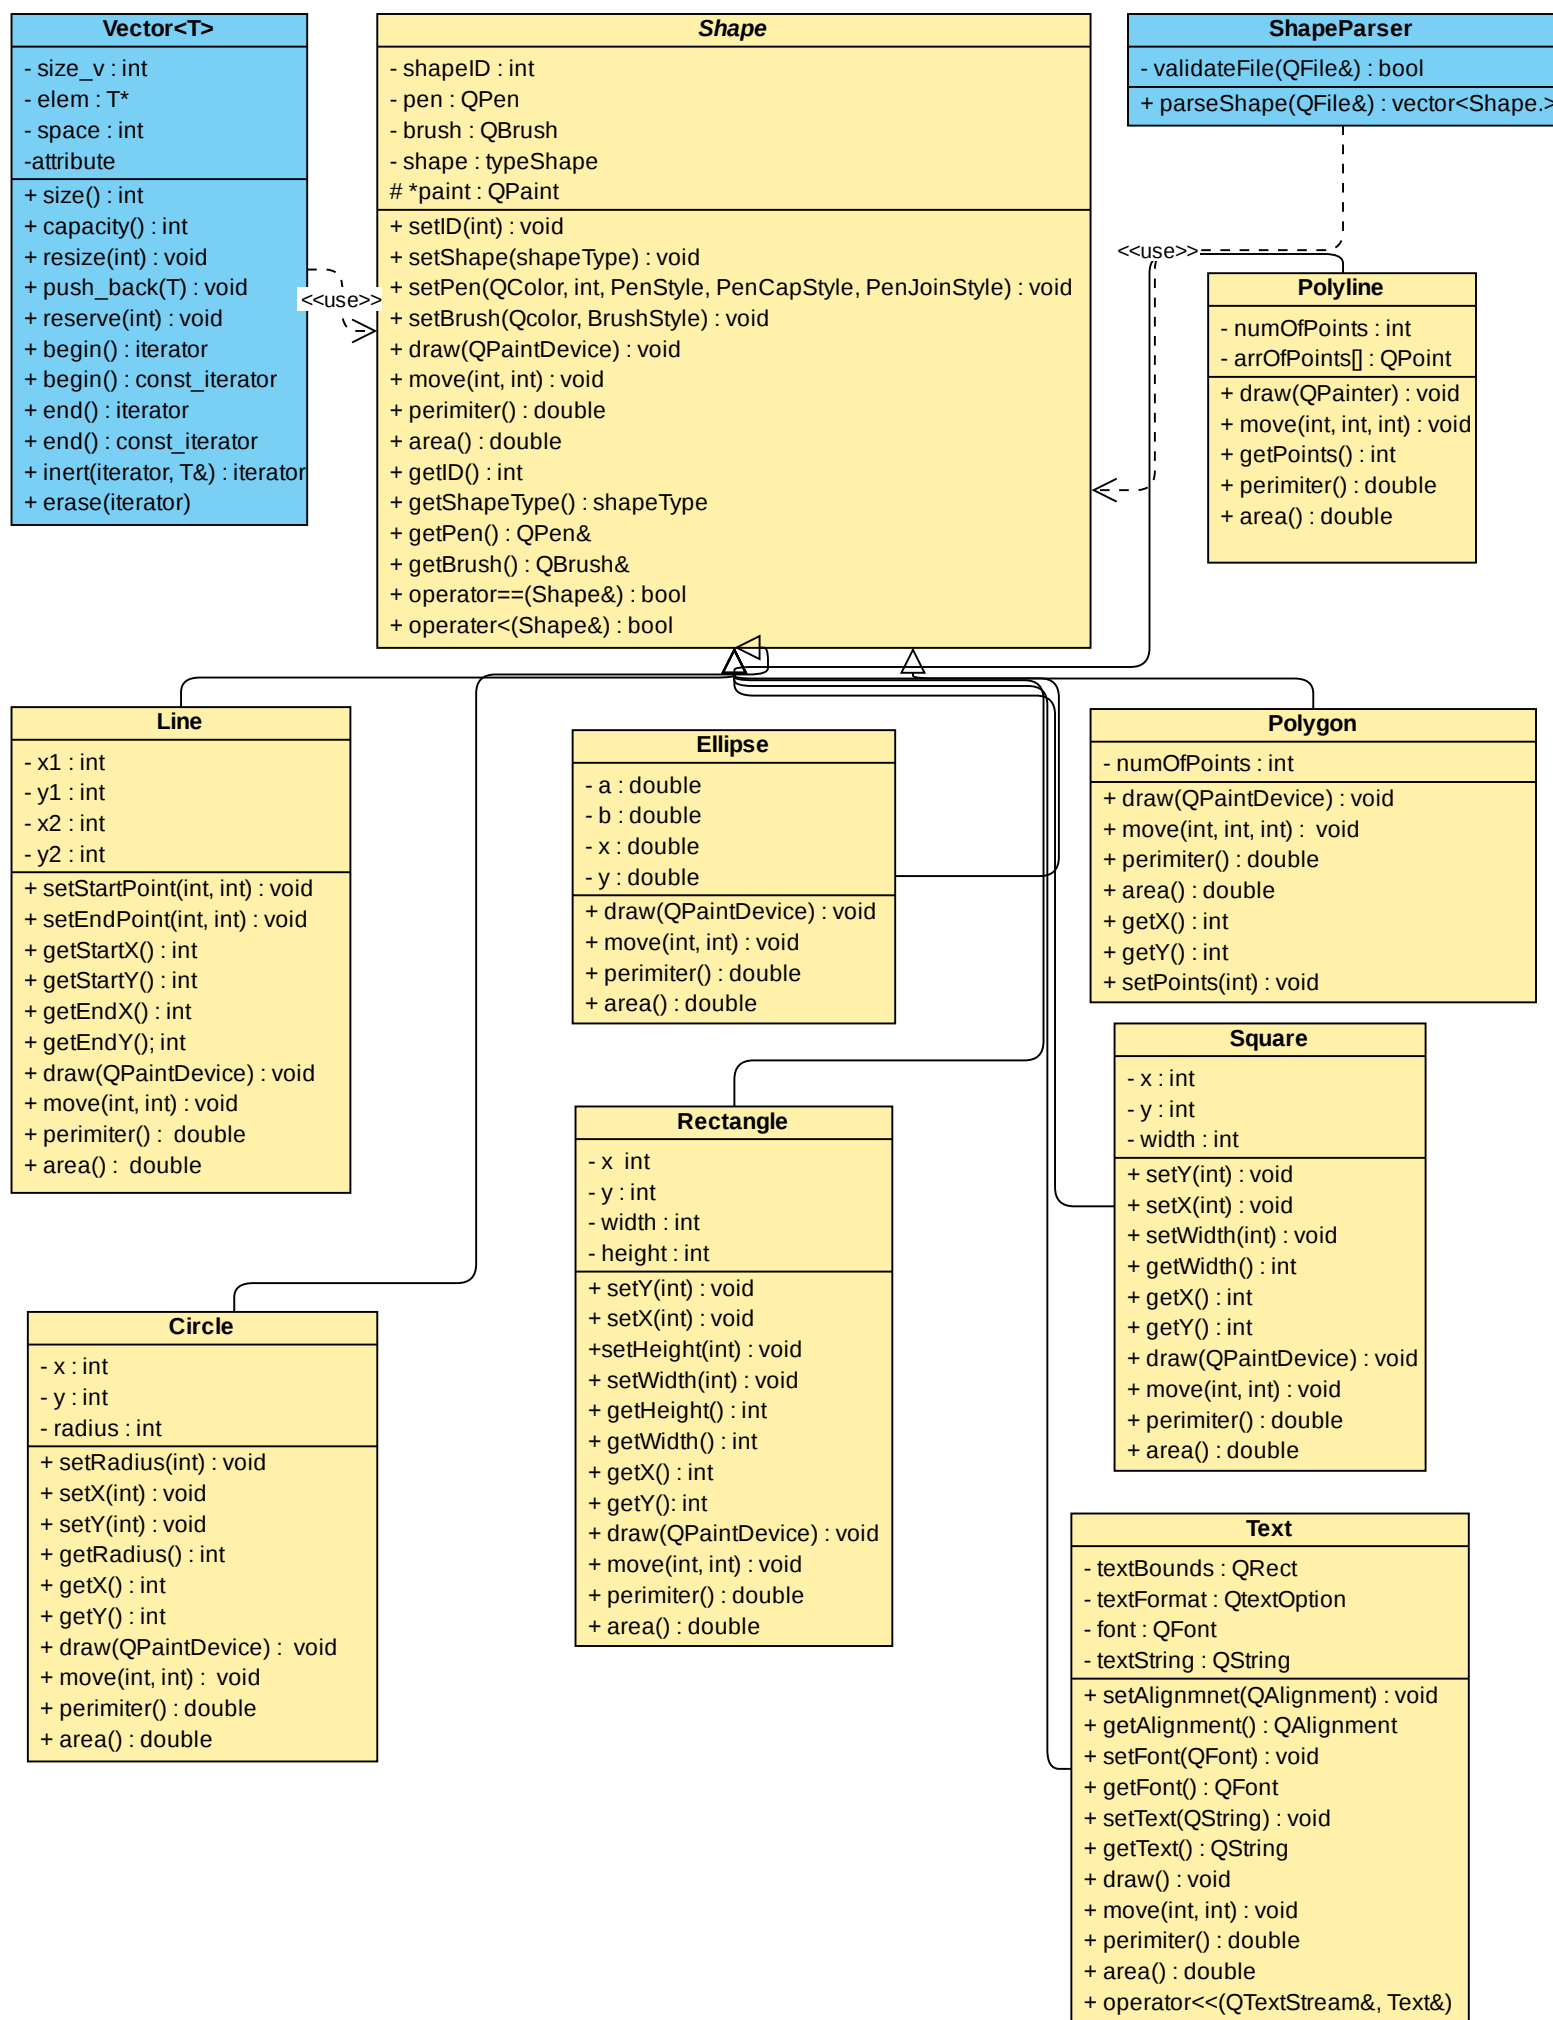 Vector<T>
- size_v : int
- elem : T*
- space : int
-attribute
+ size() : int
+ capacity() : int
+ resize(int) : void
+ push_back(T) : void
+ reserve(int) : void
+ begin() : iterator
+ begin() : const_iterator
+ end() : iterator
+ end() : const_iterator
+ inert(iterator, T&) : iterator
+ erase(iterator)
<<use>>
Shape
- shapeID : int
- pen : QPen
- brush : QBrush
- shape : typeShape
# *paint : QPaint
+ setID(int) : void
+ setShape(shapeType) : void
+ setPen(QColor, int, PenStyle, PenCapStyle, PenJoinStyle) : void
+ setBrush(Qcolor, BrushStyle) : void
+ draw(QPaintDevice) : void
+ move(int, int) : void
+ perimiter() : double
+ area() : double
+ getID() : int
+ getShapeType() : shapeType
+ getPen() : QPen&
+ getBrush() : QBrush&
+ operator==(Shape&) : bool
+ operater<(Shape&) : bool
ShapeParser
- validateFile(QFile&) : bool
+ parseShape(QFile&) : vector<Shape.>
<<use>>
Polyline
- numOfPoints : int
- arrOfPoints[] : QPoint
+ draw(QPainter) : void
+ move(int, int, int) : void
+ getPoints() : int
+ perimiter() : double
+ area() : double
Line
- x1 : int
- y1 : int
- x2 : int
- y2 : int
+ setStartPoint(int, int) : void
+ setEndPoint(int, int) : void
+ getStartX() : int
+ getStartY() : int
+ getEndX() : int
+ getEndY(); int
+ draw(QPaintDevice) : void
+ move(int, int) : void
+ perimiter() :  double
+ area() :  double
Ellipse
- a : double
- b : double
- x : double
- y : double
+ draw(QPaintDevice) : void
+ move(int, int) : void
+ perimiter() : double
+ area() : double
Polygon
- numOfPoints : int
+ draw(QPaintDevice) : void
+ move(int, int, int) :  void
+ perimiter() : double
+ area() : double
+ getX() : int
+ getY() : int
+ setPoints(int) : void
Square
- x : int
- y : int
- width : int
+ setY(int) : void
+ setX(int) : void
+ setWidth(int) : void
+ getWidth() : int
+ getX() : int
+ getY() : int
+ draw(QPaintDevice) : void
+ move(int, int) : void
+ perimiter() : double
+ area() : double
Rectangle
- x  int
- y : int
- width : int
- height : int
+ setY(int) : void
+ setX(int) : void
+setHeight(int) : void
+ setWidth(int) : void
+ getHeight() : int
+ getWidth() : int
+ getX() : int
+ getY(): int
+ draw(QPaintDevice) : void
+ move(int, int) : void
+ perimiter() : double
+ area() : double
Circle
- x : int
- y : int
- radius : int
+ setRadius(int) : void
+ setX(int) : void
+ setY(int) : void
+ getRadius() : int
+ getX() : int
+ getY() : int
+ draw(QPaintDevice) :  void
+ move(int, int) :  void
+ perimiter() : double
+ area() : double
Text
- textBounds : QRect
- textFormat : QtextOption
- font : QFont
- textString : QString
+ setAlignmnet(QAlignment) : void
+ getAlignment() : QAlignment
+ setFont(QFont) : void
+ getFont() : QFont
+ setText(QString) : void
+ getText() : QString
+ draw() : void
+ move(int, int) : void
+ perimiter() : double
+ area() : double
+ operator<<(QTextStream&, Text&)